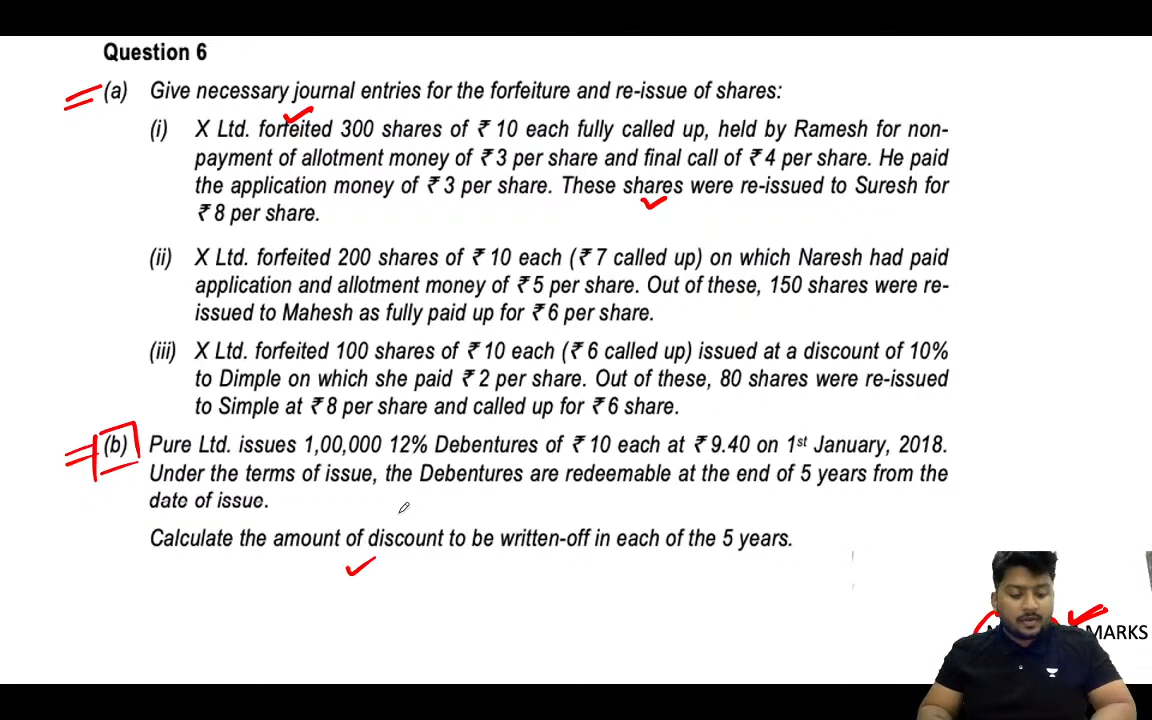 Question 6
(a) Give necessary journal entries for the forfeiture and re-issue of shares:
(i) X Ltd. forfeited 300 shares of ₹ 10 each fully called up, held by Ramesh for non-
payment of allotment money of ₹ 3 per share and final call of ₹ 4 per share. He paid
the application money of ₹ 3 per share. These shares were re-issued to Suresh for
₹ 8 per share.
(ii) X Ltd. forfeited 200 shares of ₹ 10 each (₹ 7 called up) on which Naresh had paid
application and allotment money of ₹ 5 per share. Out of these, 150 shares were re-
issued to Mahesh as fully paid up for ₹ 6 per share.
(iii) X Ltd. forfeited 100 shares of ₹ 10 each (₹ 6 called up) issued at a discount of 10%
to Dimple on which she paid ₹ 2 per share. Out of these, 80 shares were re-issued
to Simple at ₹ 8 per share and called up for ₹ 6 share.
(b) Pure Ltd. issues 1,00,000 12% Debentures of ₹ 10 each at ₹ 9.40 on 1st January, 2018.
Under the terms of issue, the Debentures are redeemable at the end of 5 years from the
date of issue.
Calculate the amount of discount to be written-off in each of the 5 years.
MARKS